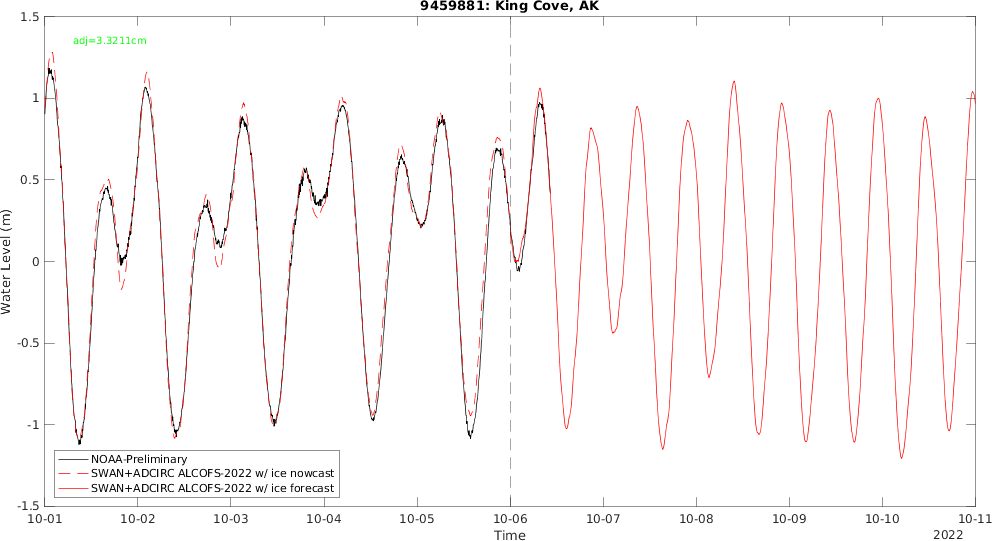 9459881: King Cove, AK
adj=3.3211cm
Water Level (m)
1.5
1
0.5
0
-0.5
-1
-1.5
NOAA-Preliminary
SWAN+ADCIRC ALCOFS-2022 w/ ice nowcast
SWAN+ADCIRC ALCOFS-2022 w/ ice forecast
10-01 10-02 10-03 10-04 10-05 10-06 10-07 10-08 10-09 10-10 10-11
Time
2022